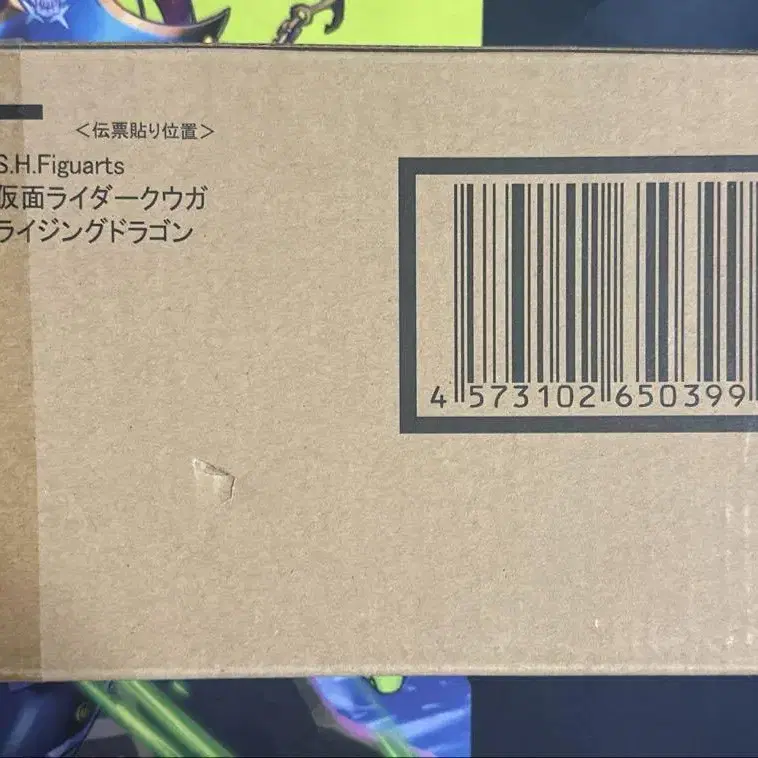 ＜伝票貼り位置＞
S.H.Figuarts
仮面ライダークウガ
ライジングドラゴン
4 573102 650399